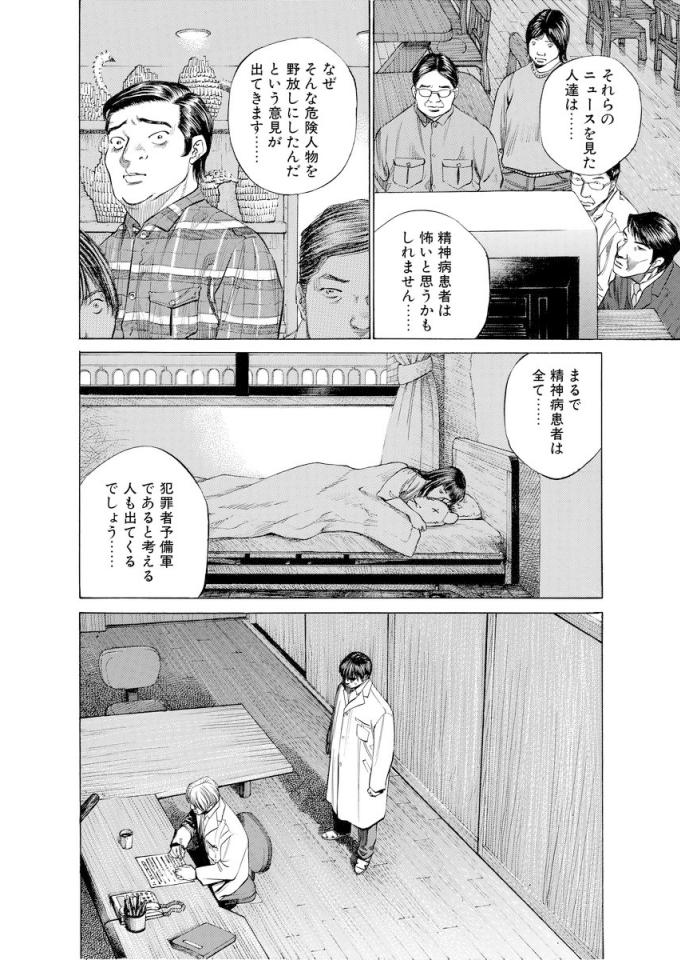 それらの
ニュースを見た
人達は……
精神病患者は
怖いと思うかも
しれません……
なぜ
そんな危険人物を
野放しにしたんだ
という意見が
出てきます……
まるで
精神病患者は
全て……
犯罪者予備軍
であると考える
人も出てくる
でしょう……